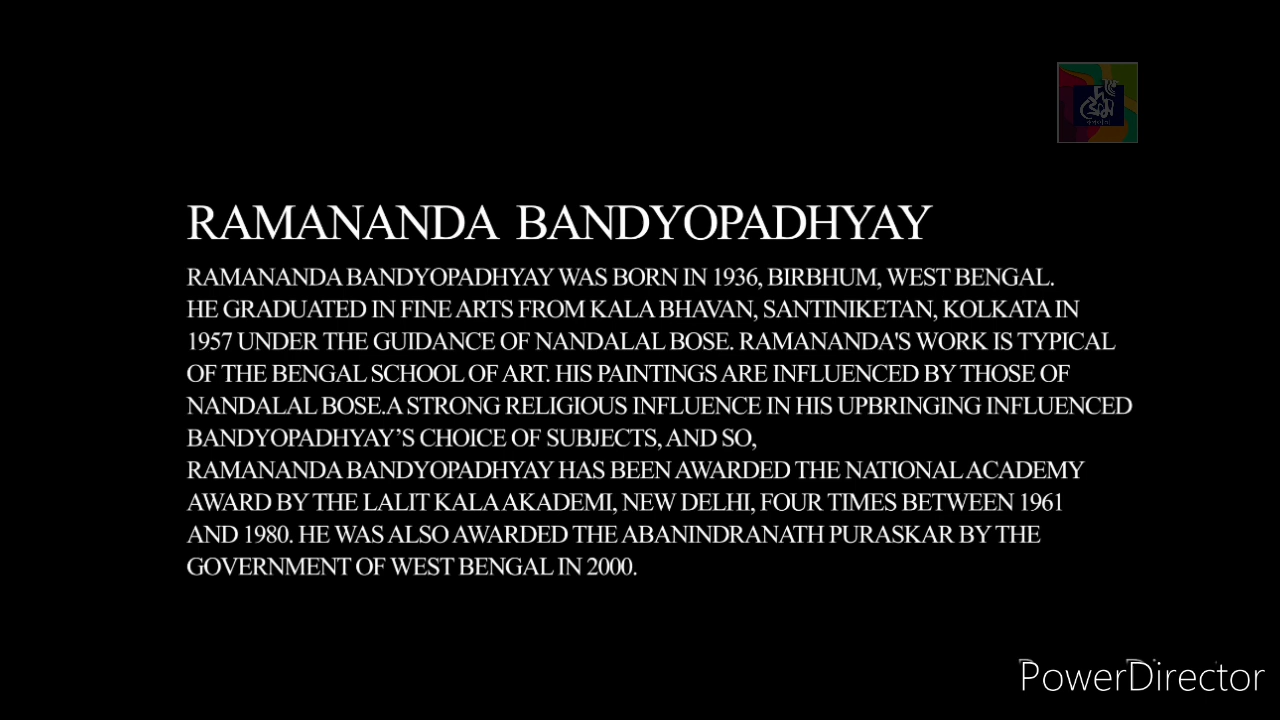 RAMANANDA BANDYOPADHYAY
RAMANANDA BANDYOPADHYAY WAS BORN IN 1936, BIRBHUM, WEST BENGAL.
HE GRADUATED IN FINE ARTS FROM KALA BHAVAN, SANTINIKETAN, KOLKATA IN
1957 UNDER THE GUIDANCE OF NANDALAL BOSE. RAMANANDA'S WORK IS TYPICAL
OF THE BENGAL SCHOOL OF ART. HIS PAINTINGS ARE INFLUENCED BY THOSE OF
NANDALAL BOSE.A STRONG RELIGIOUS INFLUENCE IN HIS UPBRINGING INFLUENCED
BANDYOPADHYAY’S CHOICE OF SUBJECTS, AND SO,
RAMANANDA BANDYOPADHYAY HAS BEEN AWARDED THE NATIONAL ACADEMY
AWARD BY THE LALIT KALA AKADEMI, NEW DELHI, FOUR TIMES BETWEEN 1961
AND 1980. HE WAS ALSO AWARDED THE ABANINDRANATH PURASKAR BY THE
GOVERNMENT OF WEST BENGAL IN 2000.
PowerDirector